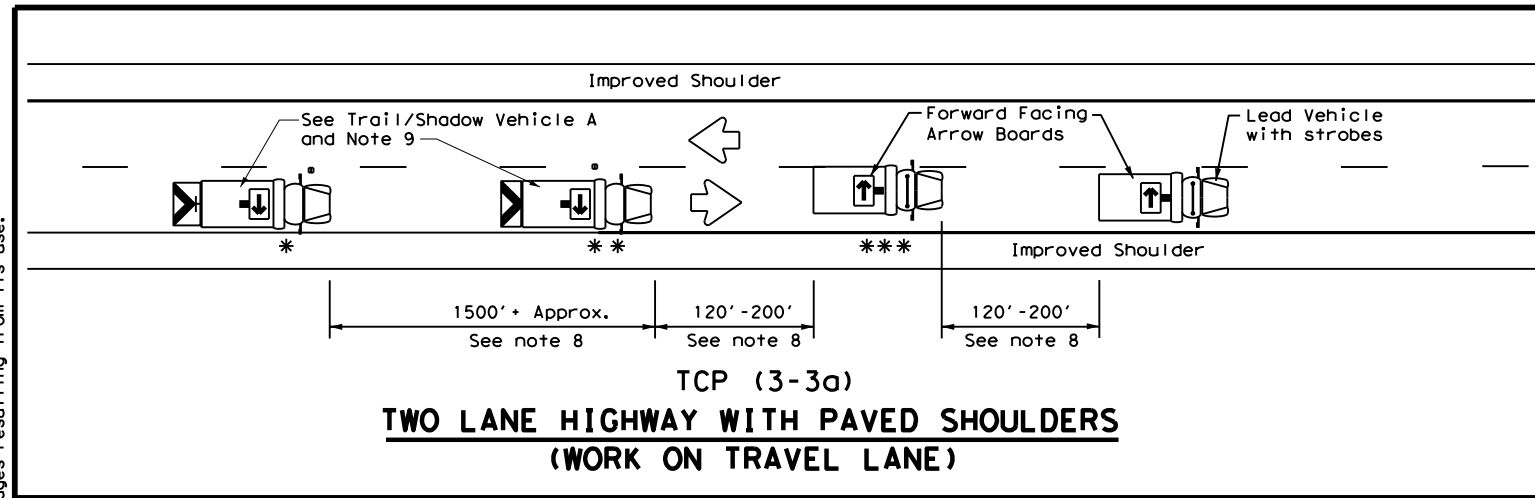 Improved Shoulder
See Trail/Shadow Vehicle A
and Note 9
Forward Facing
Arrow Boards
Lead Vehicle
with strobes
*
**
***
Improved Shoulder
1500'+ Approx.
See note 8
120'-200'
See note 8
120'-200'
See note 8
TCP (3-3a)
TWO LANE HIGHWAY WITH PAVED SHOULDERS
(WORK ON TRAVEL LANE)